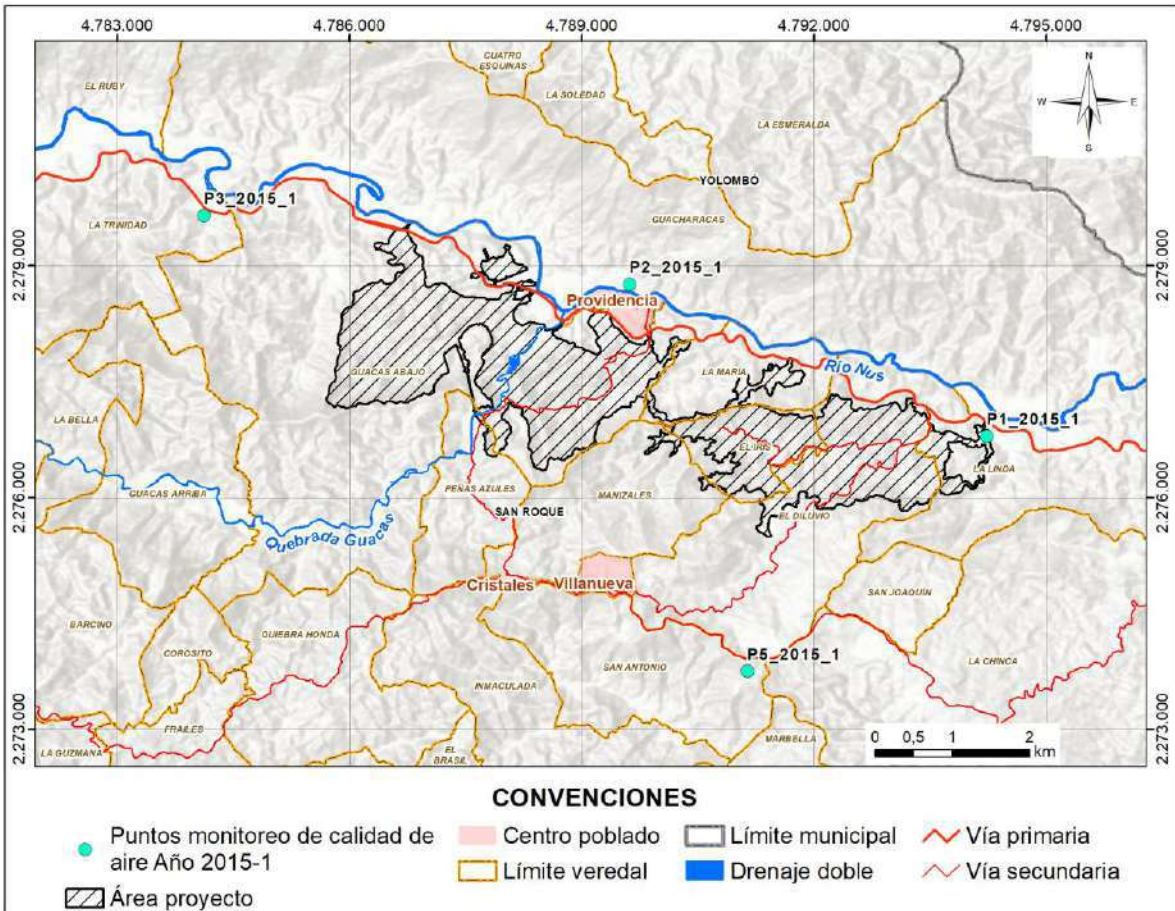 4.783.000 4.786.000 4.789.000 4.792.000 4.795.000
CUATRO
ESQUINAS
N
W E
S
EL RUBY
LA SOLEDAD
LA ESMERALDA
YOLOMBÓ
P3_2015_1
LA TRINIDAD
GUACHARACAS
2.279.000 2.279.000
P2_2015_1
Providencia
GUACAS ABAJO
LA MARIA
Río Nus
LA BELLA
P1_2015_1
EL IRIS
LA LINDA
GUACAS ARRIBA
PEÑAS AZULES
MANIZALES
2.276.000 2.276.000
SAN ROQUE
EL DILUVIO
Quebrada Guacas
Cristales
Villanueva
SAN JOAQUÍN
BARCINO
QUIEBRA HONDA
COROSITO
P5_2015_1
SAN ANTONIO
LA CHINCA
INMACULADA
2.273.000 2.273.000
FRAILES
LA GUZMANA
EL
BRASIL
MARBELLA
0 0,5 1 2
km
CONVENCIONES
Puntos monitoreo de calidad de
aire Año 2015-1
Área proyecto
Centro poblado
Límite veredal
Límite municipal
Drenaje doble
Vía primaria
Vía secundaria